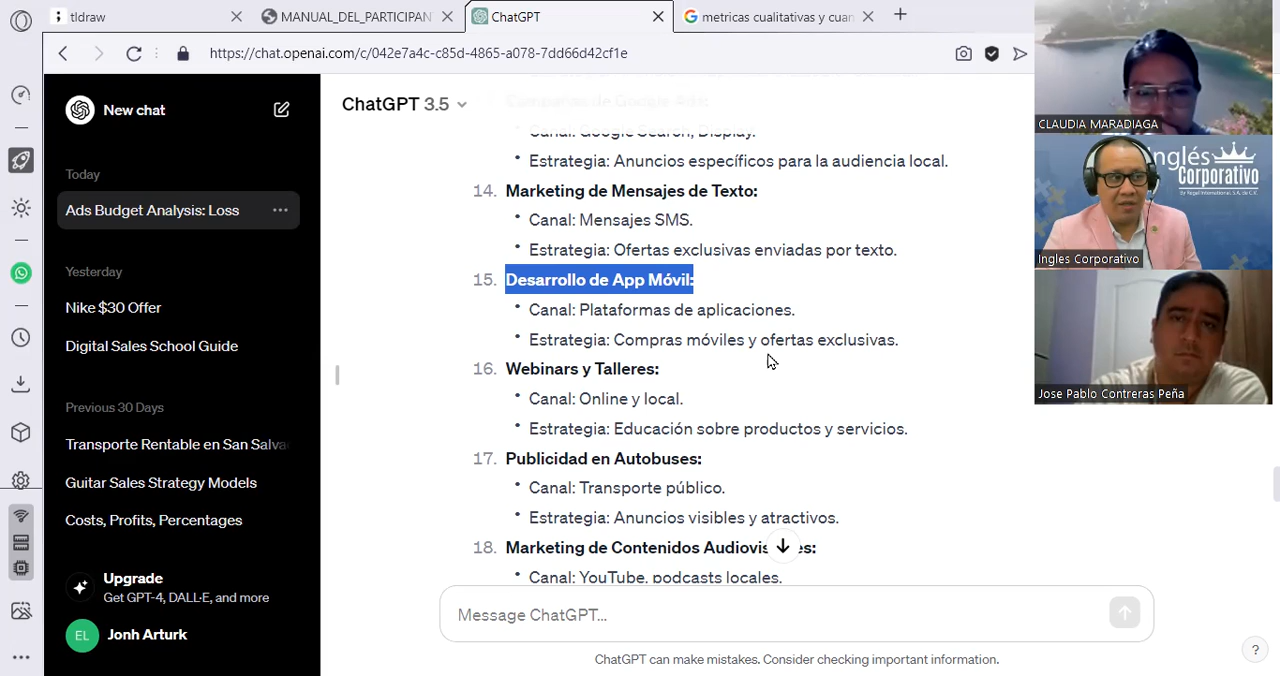 tldraw
MANUAL_DEL_PARTICIPAN
ChatGPT
metricas cualitativas y cuan
https://chat.openai.com/c/042e7a4c-c85d-4865-a078-7dd66d42cf1e
New chat
Today
Ads Budget Analysis: Loss
Yesterday
Nike $30 Offer
Digital Sales School Guide
Previous 30 Days
Transporte Rentable en San Salva
Guitar Sales Strategy Models
Costs, Profits, Percentages
Upgrade
Get GPT-4, DALL·E, and more
EL
Jonh Arturk
ChatGPT 3.5
Campañas de Google Ads:
Canal: Google Search, Display.
Estrategia: Anuncios específicos para la audiencia local.
14. Marketing de Mensajes de Texto:
Canal: Mensajes SMS.
Estrategia: Ofertas exclusivas enviadas por texto.
15. Desarrollo de App Móvil:
Canal: Plataformas de aplicaciones.
Estrategia: Compras móviles y ofertas exclusivas.
16. Webinars y Talleres:
Canal: Online y local.
Estrategia: Educación sobre productos y servicios.
17. Publicidad en Autobuses:
Canal: Transporte público.
Estrategia: Anuncios visibles y atractivos.
18. Marketing de Contenidos Audiovis es:
Canal: YouTube, podcasts locales.
Message ChatGPT...
ChatGPT can make mistakes. Consider checking important information.
?
CLAUDIA MARADIAGA
Inglés
Corporativo
Ingles Corporativo
Jose Pablo Contreras Peña